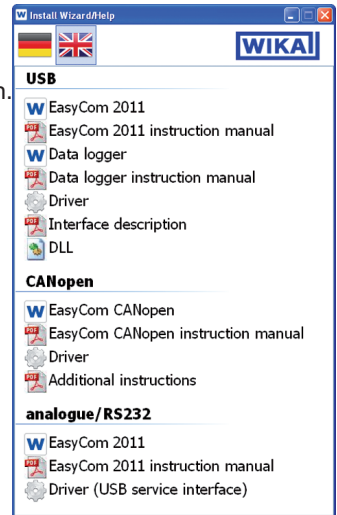 Install Wizard/Help
WIKAI
n.
USB
EasyCom 2011
EasyCom 2011 instruction manual
Data logger
Data logger instruction manual
Driver
Interface description
DLL
CANopen
EasyCom CANopen
EasyCom CANopen instruction manual
Driver
Additional instructions
analogue/RS232
EasyCom 2011
EasyCom 2011 instruction manual
Driver (USB service interface)